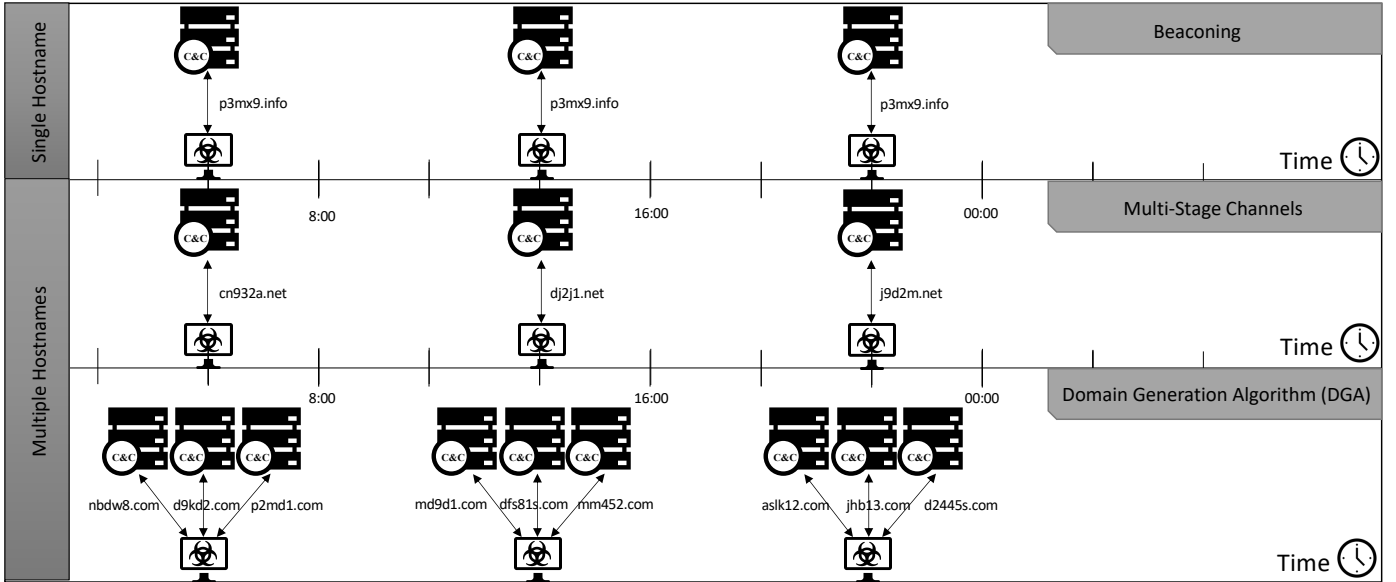 Single Hostname
Beaconing
C&C
C&C
C&C
p3mx9.info
p3mx9.info
p3mx9.info
Time
Multiple Hostnames
8:00
16:00
00:00
Multi-Stage Channels
C&C
C&C
C&C
cn932a.net
dj2j1.net
j9d2m.net
Time
8:00
16:00
00:00
Domain Generation Algorithm (DGA)
C&C C&C C&C
C&C C&C C&C
C&C C&C C&C
nbdw8.com d9kd2.com p2md1.com
md9d1.com dfs81s.com mm452.com
aslk12.com jhb13.com d2445s.com
Time